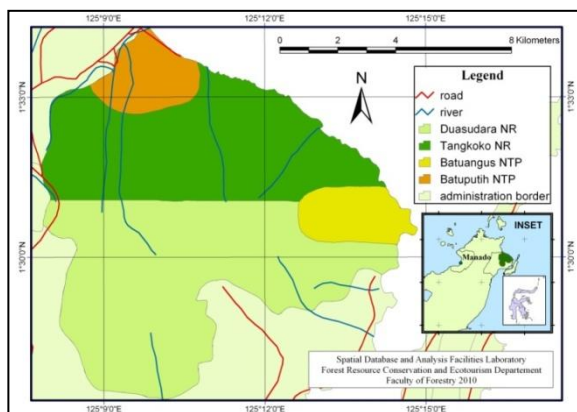 125°9'0"E 125°12'0"E 125°15'0"E
0 2 4 8 Kilometers
N
1°33'0"N
1°30'0"N
Legend
road
river
Duasudara NR
Tangkoko NR
Batuangus NTP
Batuputih NTP
administration border
1°33'0"N
1°30'0"N
INSET
Manado
Spatial Database and Analysis Facilities Laboratory
Forest Resource Conservation and Ecotourism Departement
Faculty of Forestry 2010
125°9'0"E 125°12'0"E 125°15'0"E